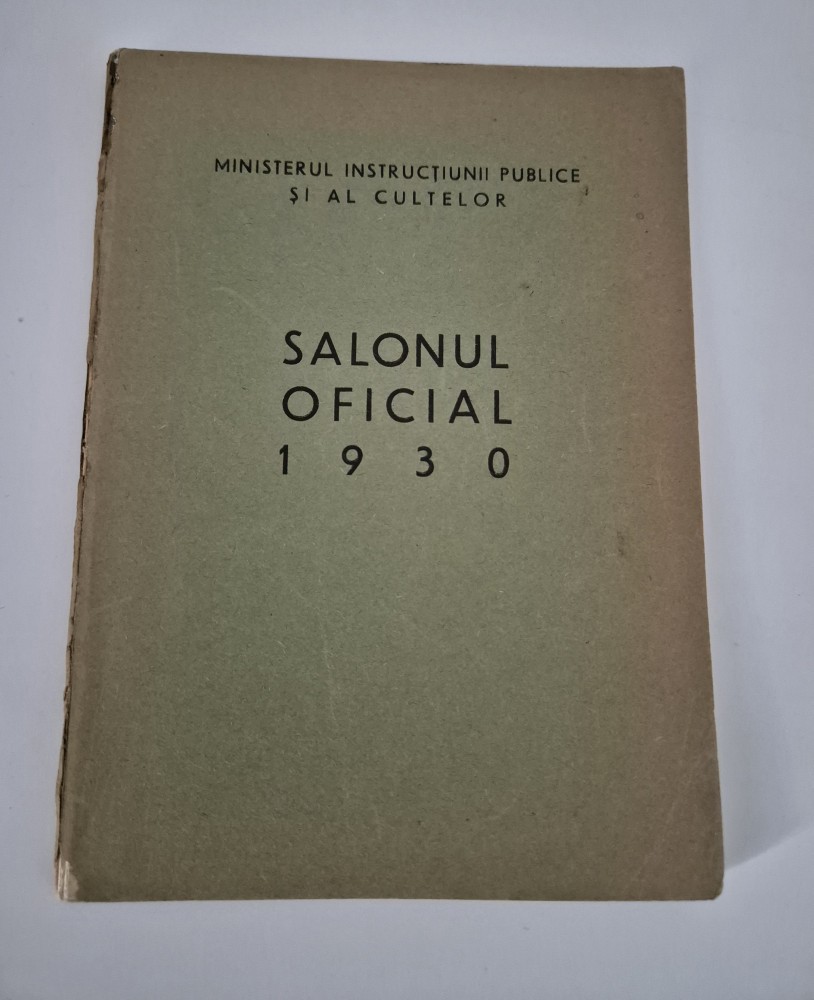 MINISTERUL INSTRUCȚIUNII PUBLICE
ȘI AL CULTELOR
SALONUL
OFICIAL
1930